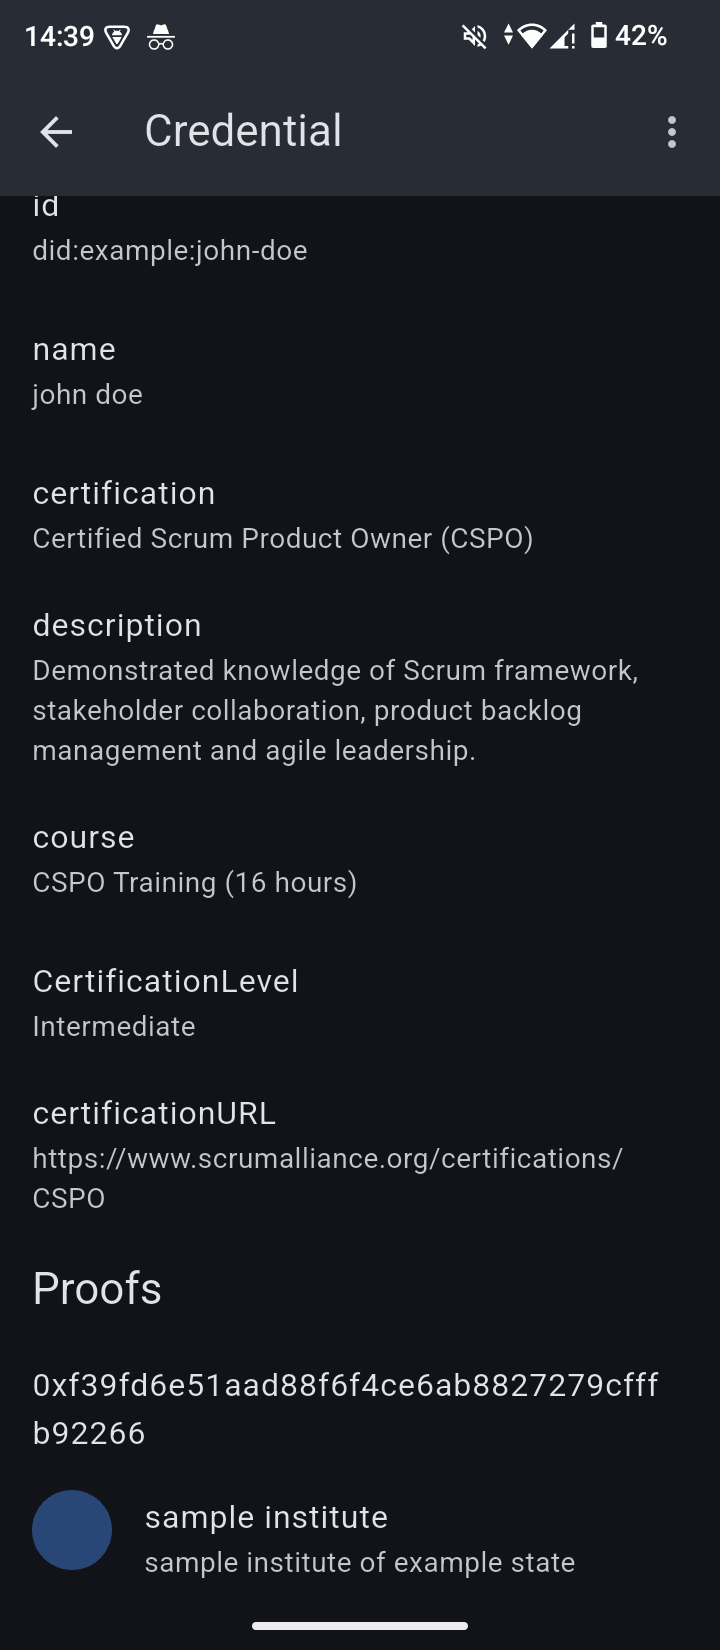 14:39
42%
Credential
id
did:example:john-doe
name
john doe
certification
Certified Scrum Product Owner (CSPO)
description
Demonstrated knowledge of Scrum framework,
stakeholder collaboration, product backlog
management and agile leadership.
course
CSPO Training (16 hours)
CertificationLevel
Intermediate
certificationURL
https://www.scrumalliance.org/certifications/
CSPO
Proofs
0xf39fd6e51aad88f6f4ce6ab8827279cfff
b92266
sample institute
sample institute of example state